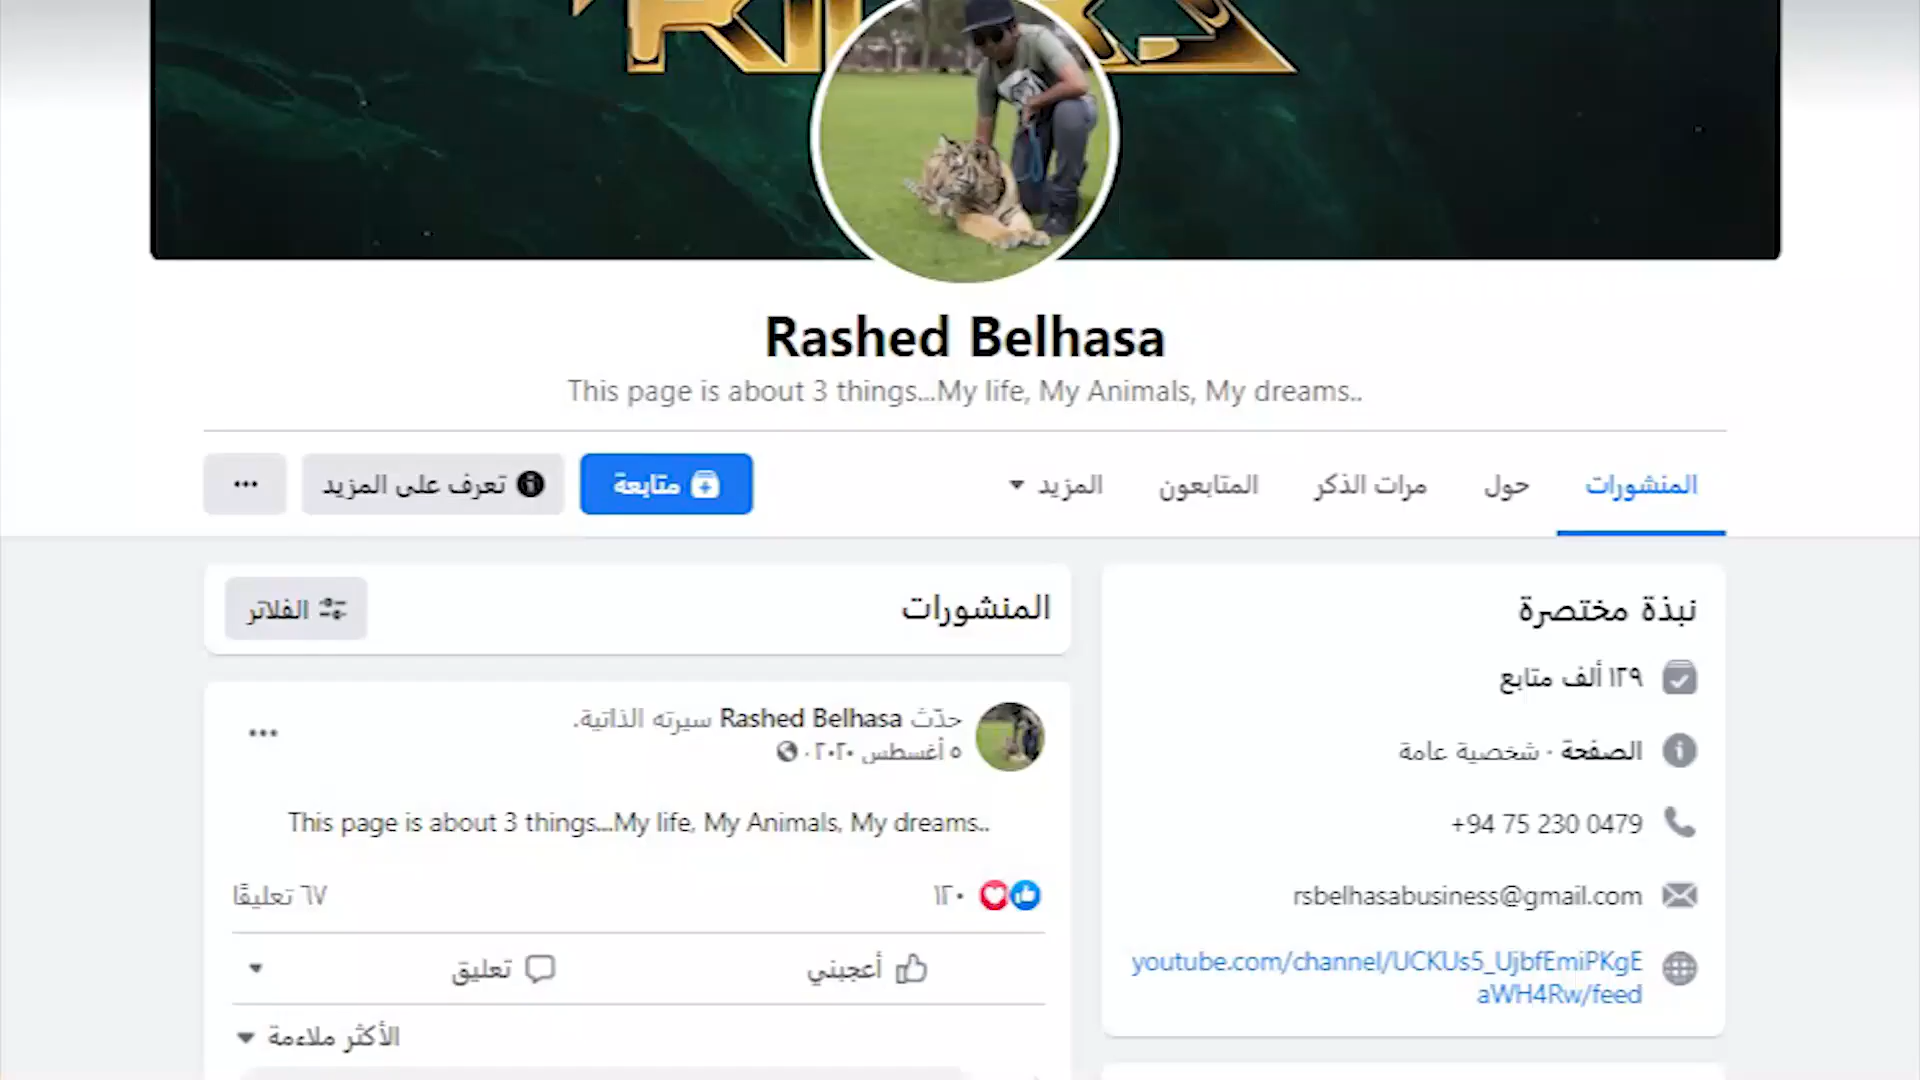 Rashed Belhasa
This page is about 3 things...My life, My Animals, My dreams..
المنشورات
حول
مرات الذكر
المتابعون
المزيد
متابعة
تعرف على المزيد
نبذة مختصرة
١٢٩ ألف متابع
الصفحة · شخصية عامة
+94 75 230 0479
rsbelhasabusiness@gmail.com
youtube.com/channel/UCKUs5_UjbfEmiPKgE
aWH4Rw/feed
المنشورات
الفلاتر
حدّث Rashed Belhasa سيرته الذاتية.
٥ أغسطس ٢٠٢٠ ·
This page is about 3 things...My life, My Animals, My dreams..
١٢٠
٦٧ تعليقًا
أعجبني
تعليق
الأكثر ملاءمة